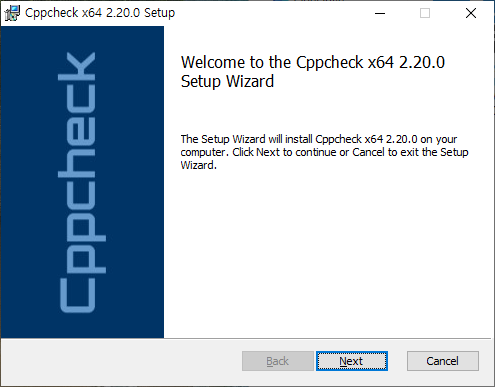 Cppcheck x64 2.20.0 Setup
Cppcheck
Welcome to the Cppcheck x64 2.20.0
Setup Wizard
The Setup Wizard will install Cppcheck x64 2.20.0 on your
computer. Click Next to continue or Cancel to exit the Setup
Wizard.
Back
Next
Cancel